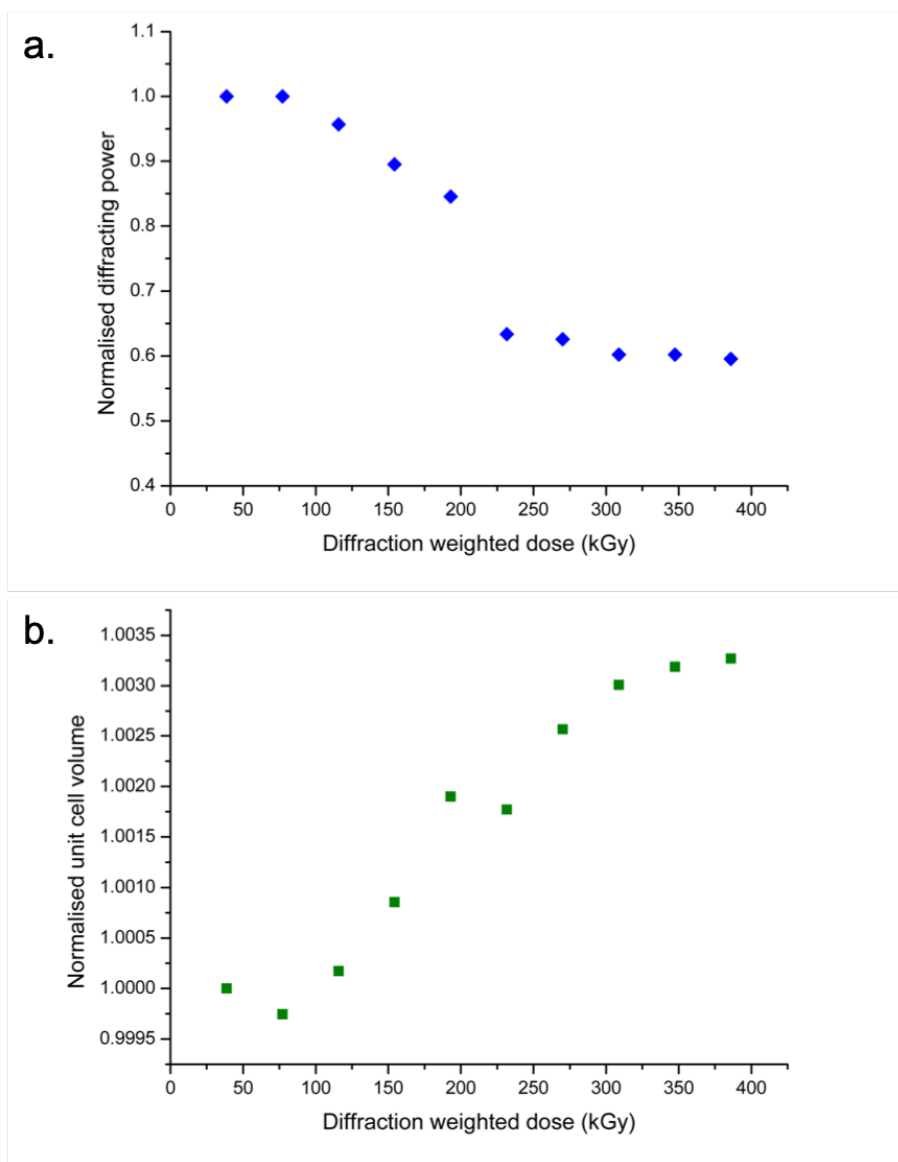 a.
1.1
1.0
0.9
0.8
0.7
0.6
0.5
0.4
Normalised diffracting power
0 50 100 150 200 250 300 350 400
Diffraction weighted dose (kGy)
b.
1.0035
1.0030
1.0025
1.0020
1.0015
1.0010
1.0005
1.0000
0.9995
Normalised unit cell volume
0 50 100 150 200 250 300 350 400
Diffraction weighted dose (kGy)